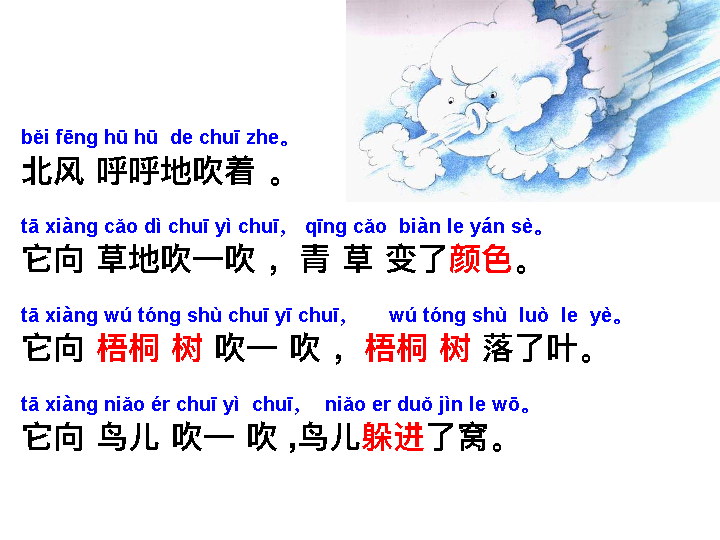 běi fēng hū hū  de chuī zhe。
北风 呼呼地吹着 。
tā xiàng cǎo dì chuī yì chuī, qīng cǎo  biàn le yán sè。
它向 草地吹一吹 ，青 草 变了颜色。
tā xiàng wú tóng shù chuī yī chuī,  wú tóng shù  luò  le  yè。
它向 梧桐 树 吹一 吹 ，梧桐 树 落了叶。
tā xiàng niǎo ér chuī yì  chuī,  niǎo er duǒ jìn le wō。
它向 鸟儿 吹一 吹 ,鸟儿躲进了窝。